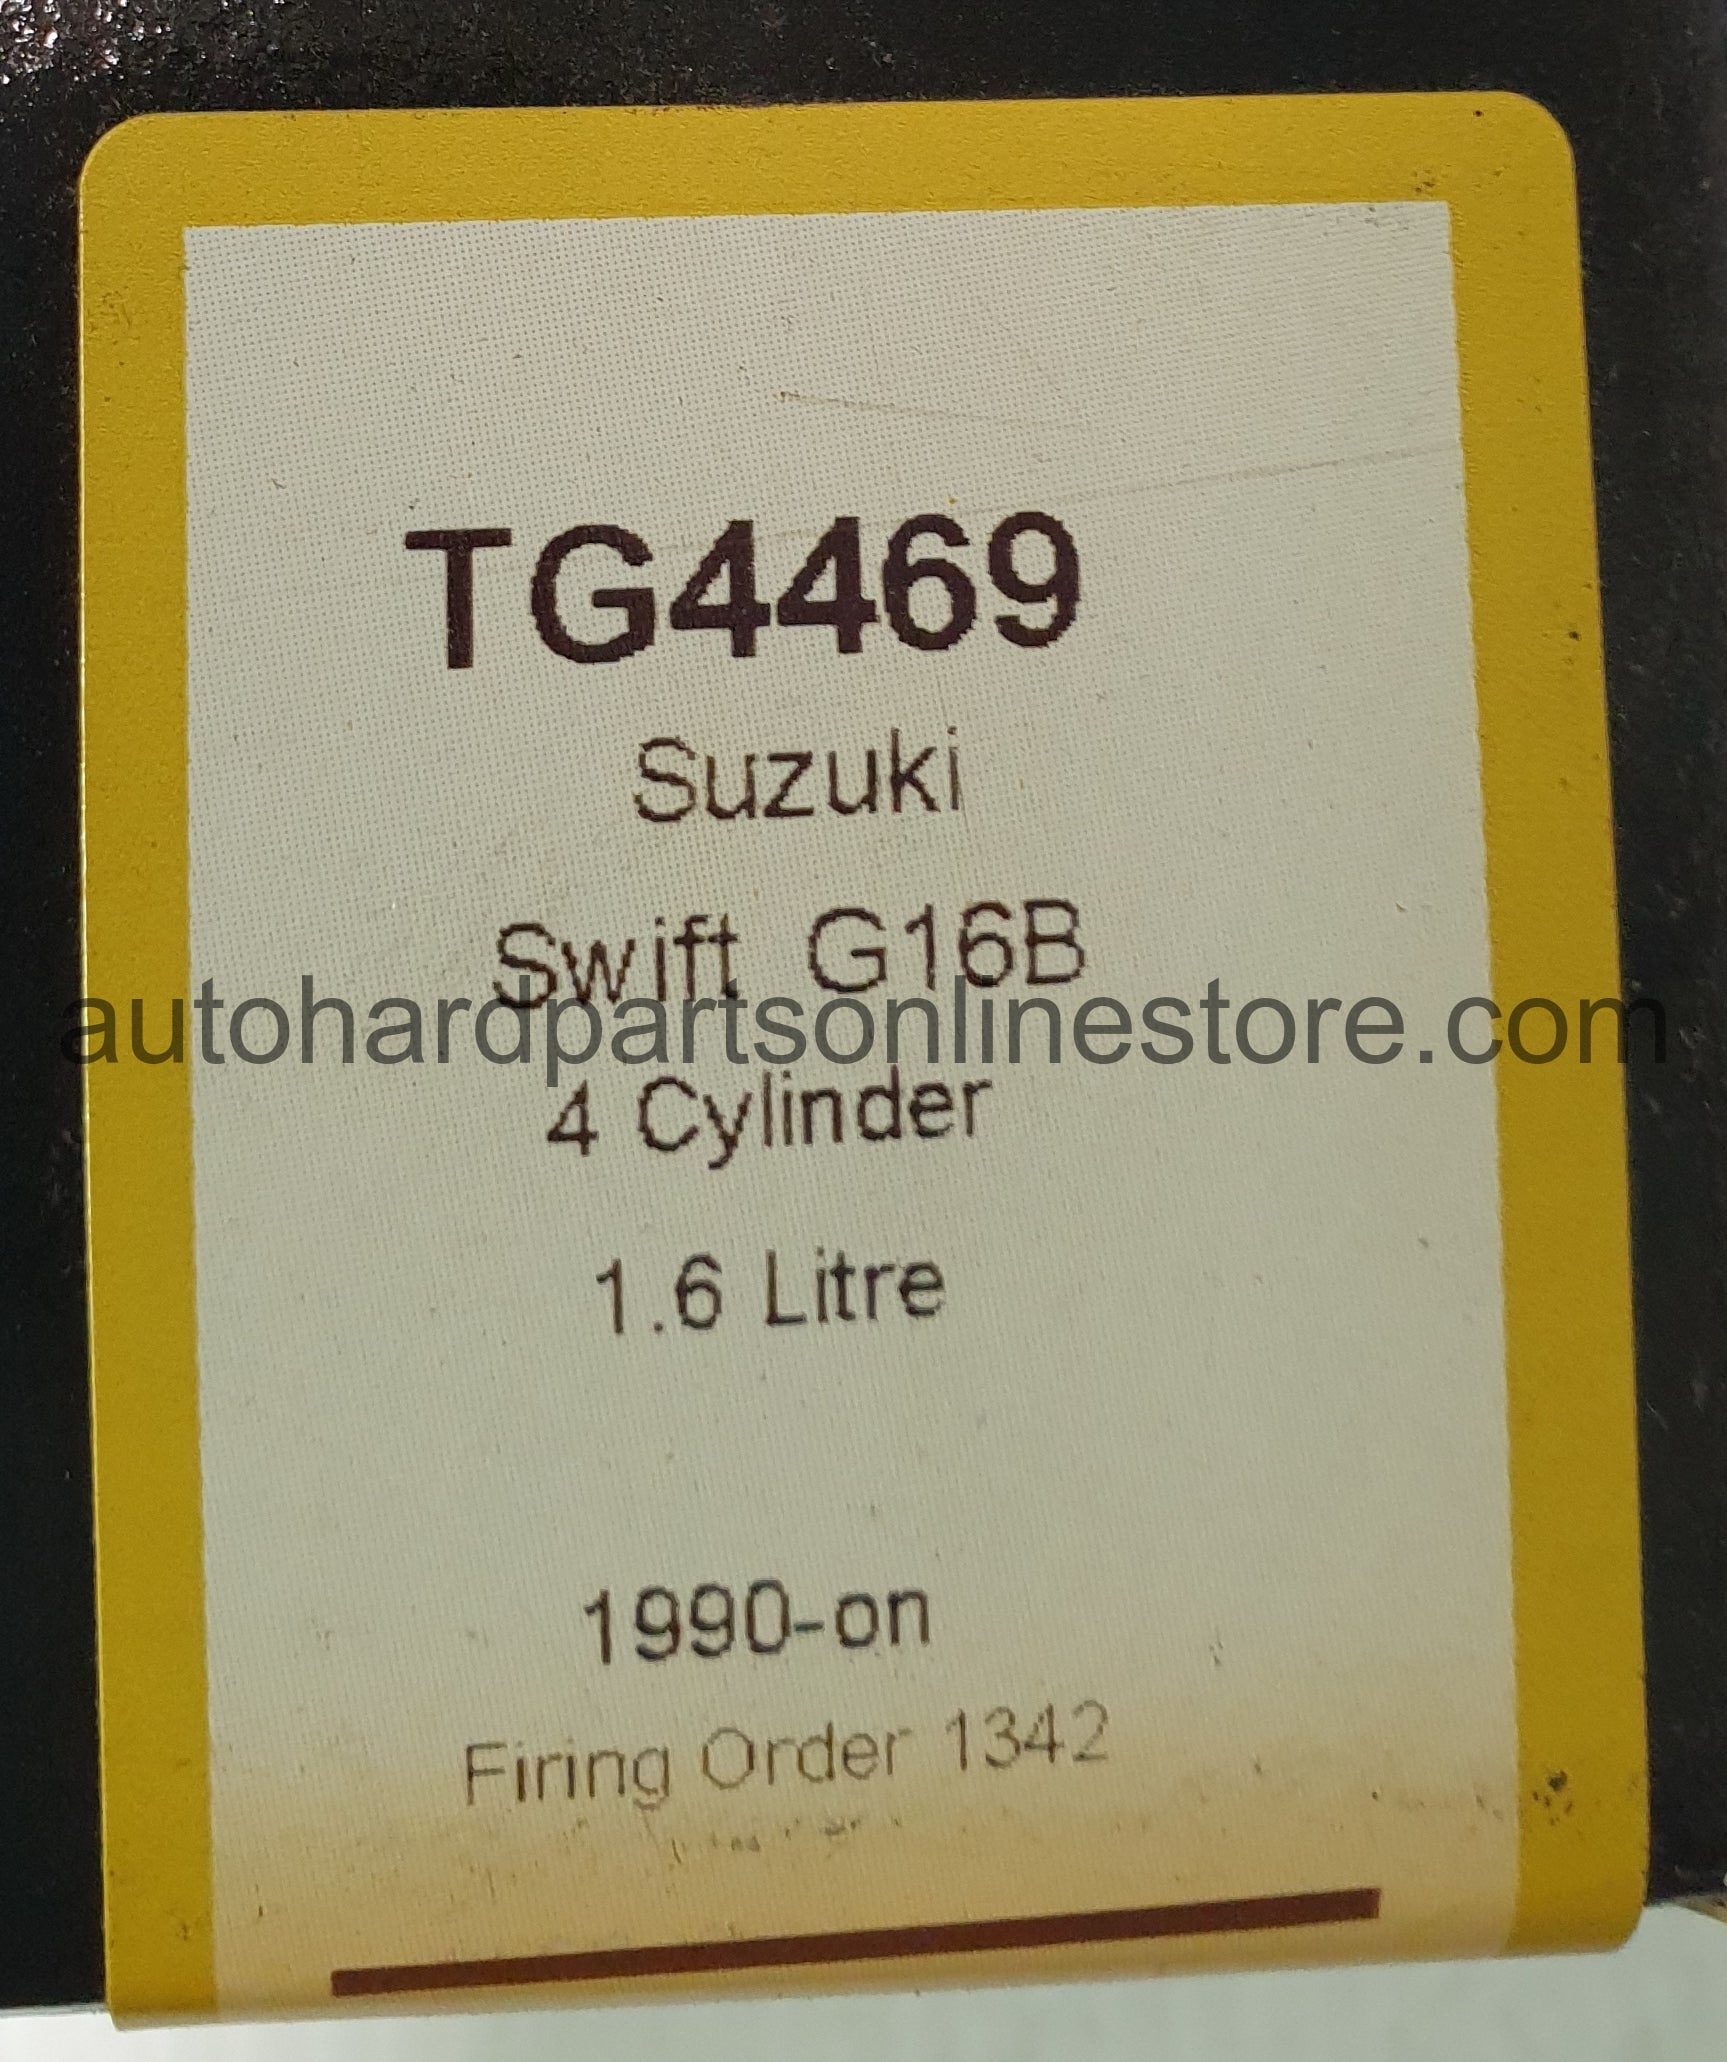 TG4469
Suzuki
Swift G16B
autohardpartsonlinestore.com
4 Cylinder
1.6 Litre
1990-on
Firing Order 1342